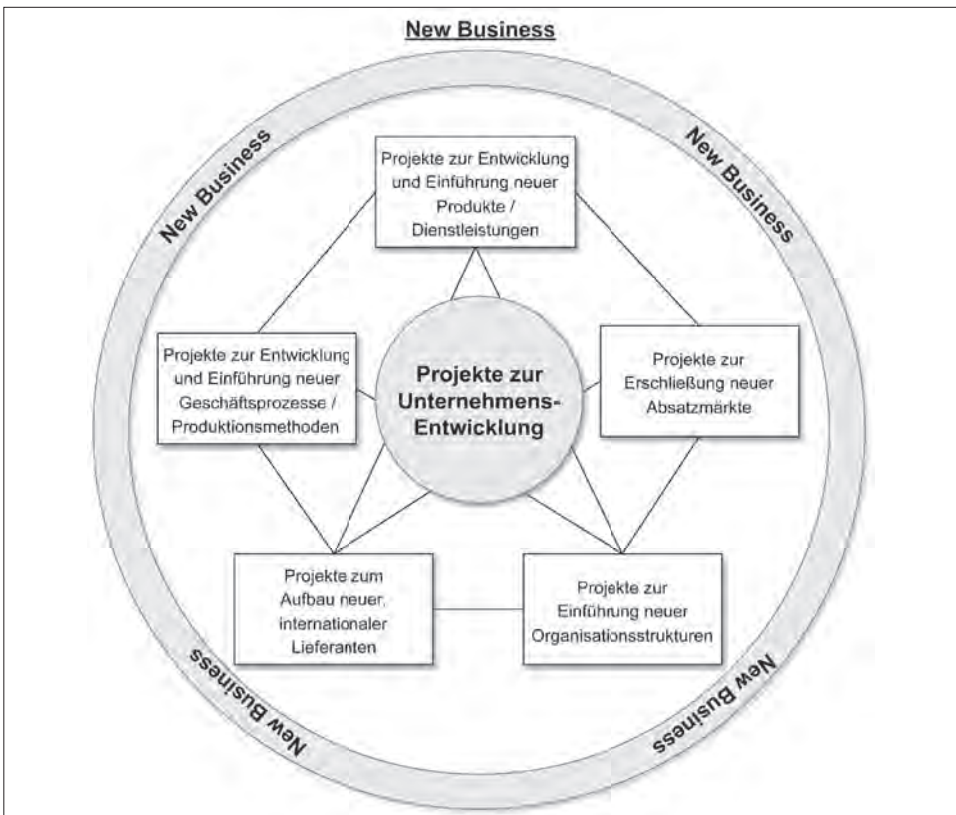 New Business
New Business
New Business
Projekte zur Entwicklung
und Einführung neuer
Produkte /
Dienstleistungen
Projekte zur Entwicklung
und Einführung neuer
Geschäftsprozesse /
Produktionsmethoden
Projekte zur
Unternehmens-
Entwicklung
Projekte zur
Erschließung neuer
Absatzmärkte
Projekte zum
Aufbau neuer,
internationaler
Lieferanten
Projekte zur
Einführung neuer
Organisationsstrukturen
New Business
New Business